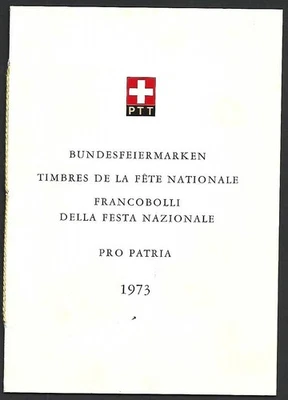 PTT
BUNDESFEIERMARKEN
TIMBRES DE LA FÊTE NATIONALE
FRANCOBOLLI
DELLA FESTA NAZIONALE
PRO PATRIA
1973